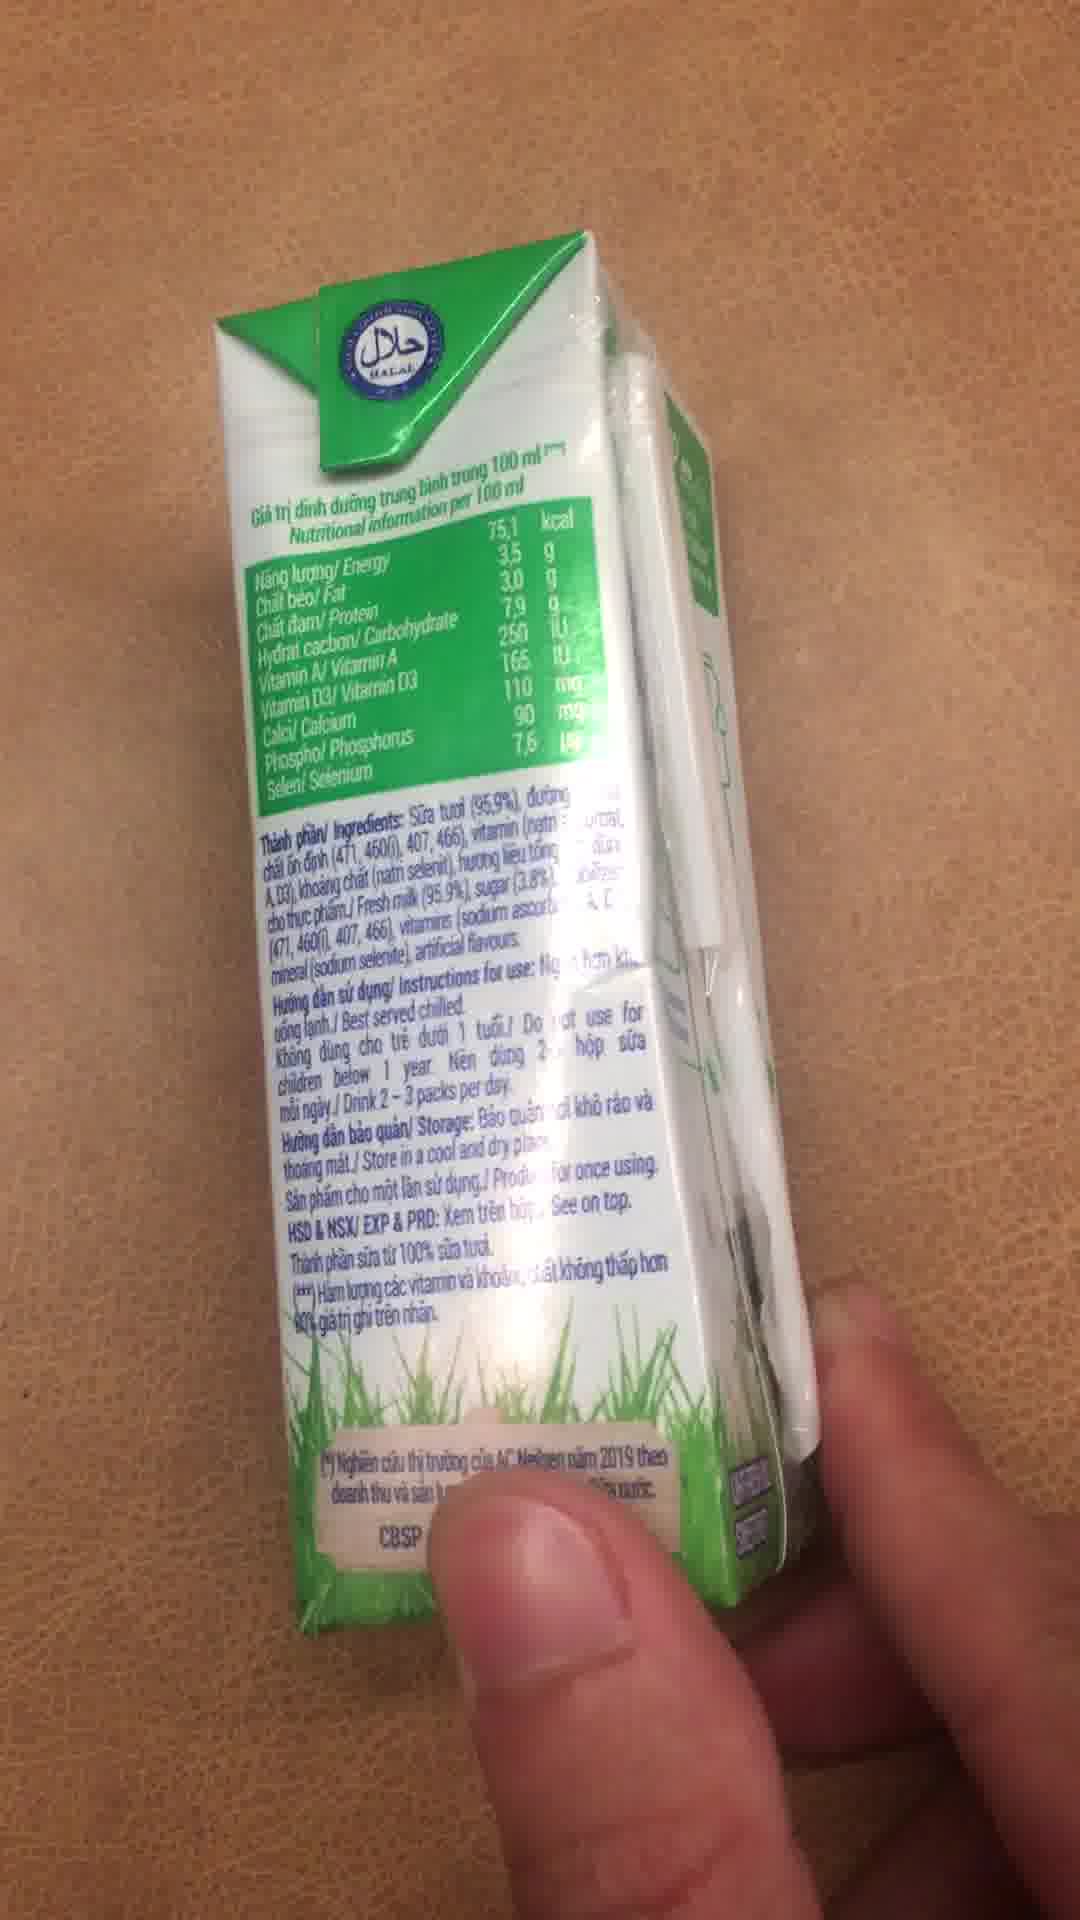 حلال
HALAL
Giá trị dinh dưỡng trung bình trong 100 ml (***)
Nutritional information per 100 ml
Năng lượng/ Energy 75,1 kcal
Chất béo/ Fat 3,5 g
Chất đạm/ Protein 3,0 g
Hydrat cacbon/ Carbohydrate 7,9 g
Vitamin A/ Vitamin A 250 IU
Vitamin D3/ Vitamin D3 165 IU
Canxi/ Calcium 110 mg
Phospho/ Phosphorus 90 mg
Selen/ Selenium 7,6
Thành phần/ Ingredients: Sữa tươi (95,9%), đường
chất ổn định (471, 460(i), 407, 466), vitamin (natri
A, D3), khoáng chất (natri selenit), hương liệu tổng dùng
cho thực phẩm./ Fresh milk (95.9%), sugar (3.8%),
(471, 460(i), 407, 466), vitamins (sodium A, D
mineral (sodium selenite), artificial flavours.
Hướng dẫn sử dụng/ Instructions for use: hơn khi
uống lạnh./ Best served chilled.
Không dùng cho trẻ dưới 1 tuổi./ Do not use for
children below 1 year. Nên dùng 2- hộp sữa
mỗi ngày./ Drink 2 - 3 packs per day.
Hướng dẫn bảo quản/ Storage: Bảo quản nơi khô ráo và
thoáng mát./ Store in a cool and dry place.
Sản phẩm cho một lần sử dụng./ for once using.
HSD & NSX/ EXP & PRD: Xem trên hộp./ See on top.
Thành phần sữa từ 100% sữa tươi.
(***) Hàm lượng các vitamin và khoáng chất không thấp hơn
80% giá trị ghi trên nhãn.
(*) Nghiên cứu thị trường của AC Neilsen năm 2019 theo
doanh thu và sản
CBSP